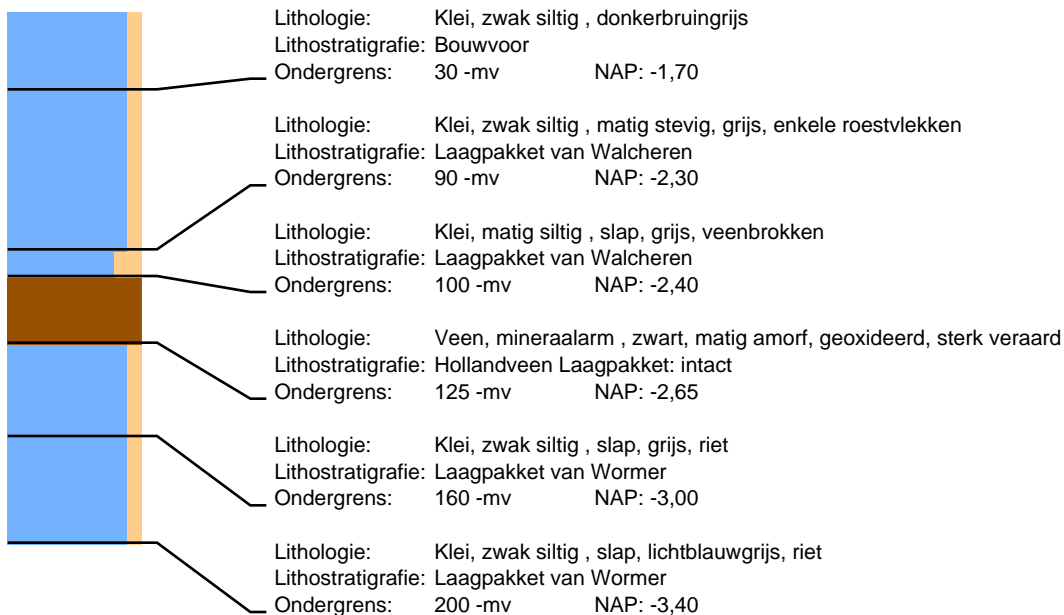 Lithologie: Klei, zwak siltig , donkerbruingrijs
Lithostratigrafie: Bouwvoor
Ondergrens: 30 -mv NAP: -1,70
Lithologie: Klei, zwak siltig , matig stevig, grijs, enkele roestvlekken
Lithostratigrafie: Laagpakket van Walcheren
Ondergrens: 90 -mv NAP: -2,30
Lithologie: Klei, matig siltig , slap, grijs, veenbrokken
Lithostratigrafie: Laagpakket van Walcheren
Ondergrens: 100 -mv NAP: -2,40
Lithologie: Veen, mineraalarm , zwart, matig amorf, geoxideerd, sterk veraard
Lithostratigrafie: Hollandveen Laagpakket: intact
Ondergrens: 125 -mv NAP: -2,65
Lithologie: Klei, zwak siltig , slap, grijs, riet
Lithostratigrafie: Laagpakket van Wormer
Ondergrens: 160 -mv NAP: -3,00
Lithologie: Klei, zwak siltig , slap, lichtblauwgrijs, riet
Lithostratigrafie: Laagpakket van Wormer
Ondergrens: 200 -mv NAP: -3,40